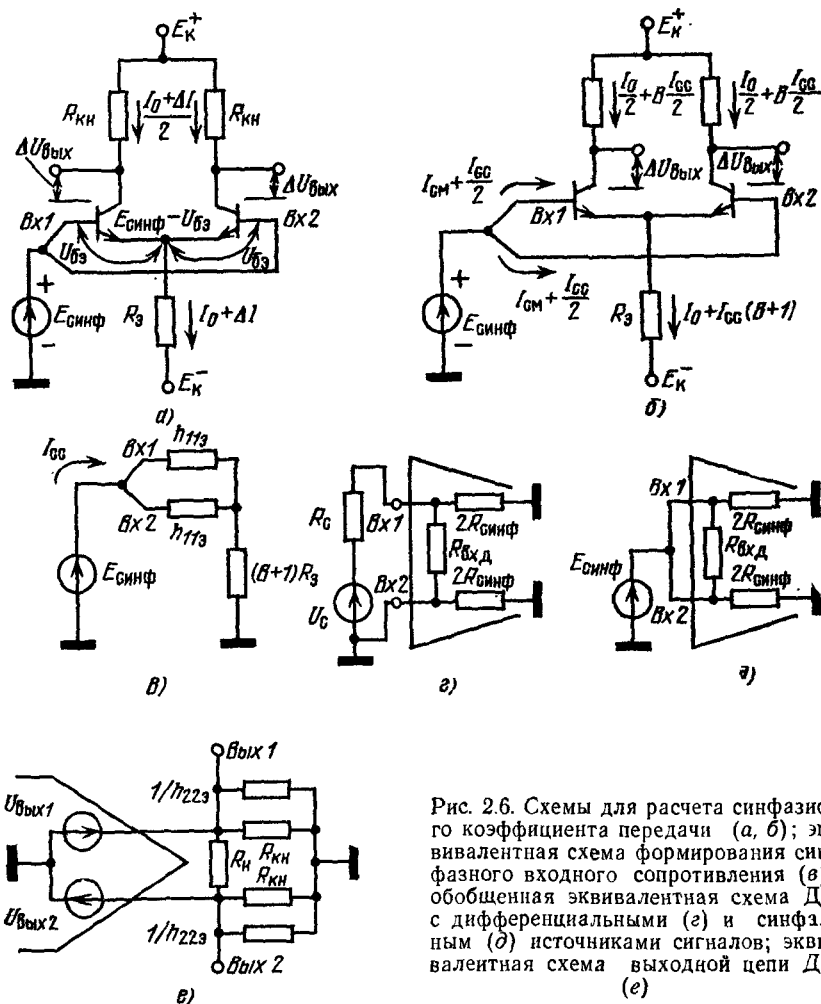 E_К^+
R_КН
(I_0+ΔI)/2
R_КН
ΔU_вых
ΔU_вых
вх1
E_синф−U_бэ
вх2
U_бэ
U_бэ
+
E_синф
−
R_э
I_0+ΔI
E_К^−
а)
E_К^+
I_0/2+в I_сс/2
I_0/2+в I_сс/2
I_см+I_сс/2
ΔU_вых
ΔU_вых
вх1
вх2
I_см+I_сс/2
+
E_синф
−
R_э
I_0+I_сс(в+1)
E_К^−
б)
I_сс
вх1
h_11э
вх2
h_11э
E_синф
(в+1)R_э
в)
R_с
вх1
2R_синф
R_вхд
вх2
2R_синф
U_с
г)
вх1
2R_синф
R_вхд
E_синф
2R_синф
вх2
д)
Вых 1
1/h_22э
U_вых1
R_н
R_кн
R_кн
U_вых2
1/h_22э
Вых 2
е)
Рис. 2.6. Схемы для расчета синфазно
го коэффициента передачи (а, б); эк
вивалентная схема формирования син
фазного входного сопротивления (в)
обобщенная эквивалентная схема Д
с дифференциальными (г) и синфаз
ным (д) источниками сигналов; экви
валентная схема выходной цепи Д
(е)